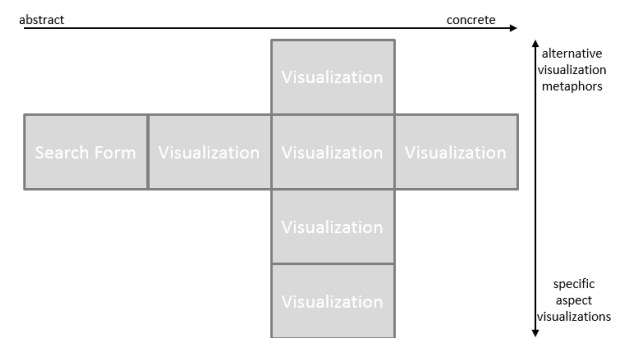 abstract
concrete
alternative
visualization
metaphors
Visualization
Search Form
Visualization
Visualization
Visualization
Visualization
Visualization
specific
aspect
visualizations